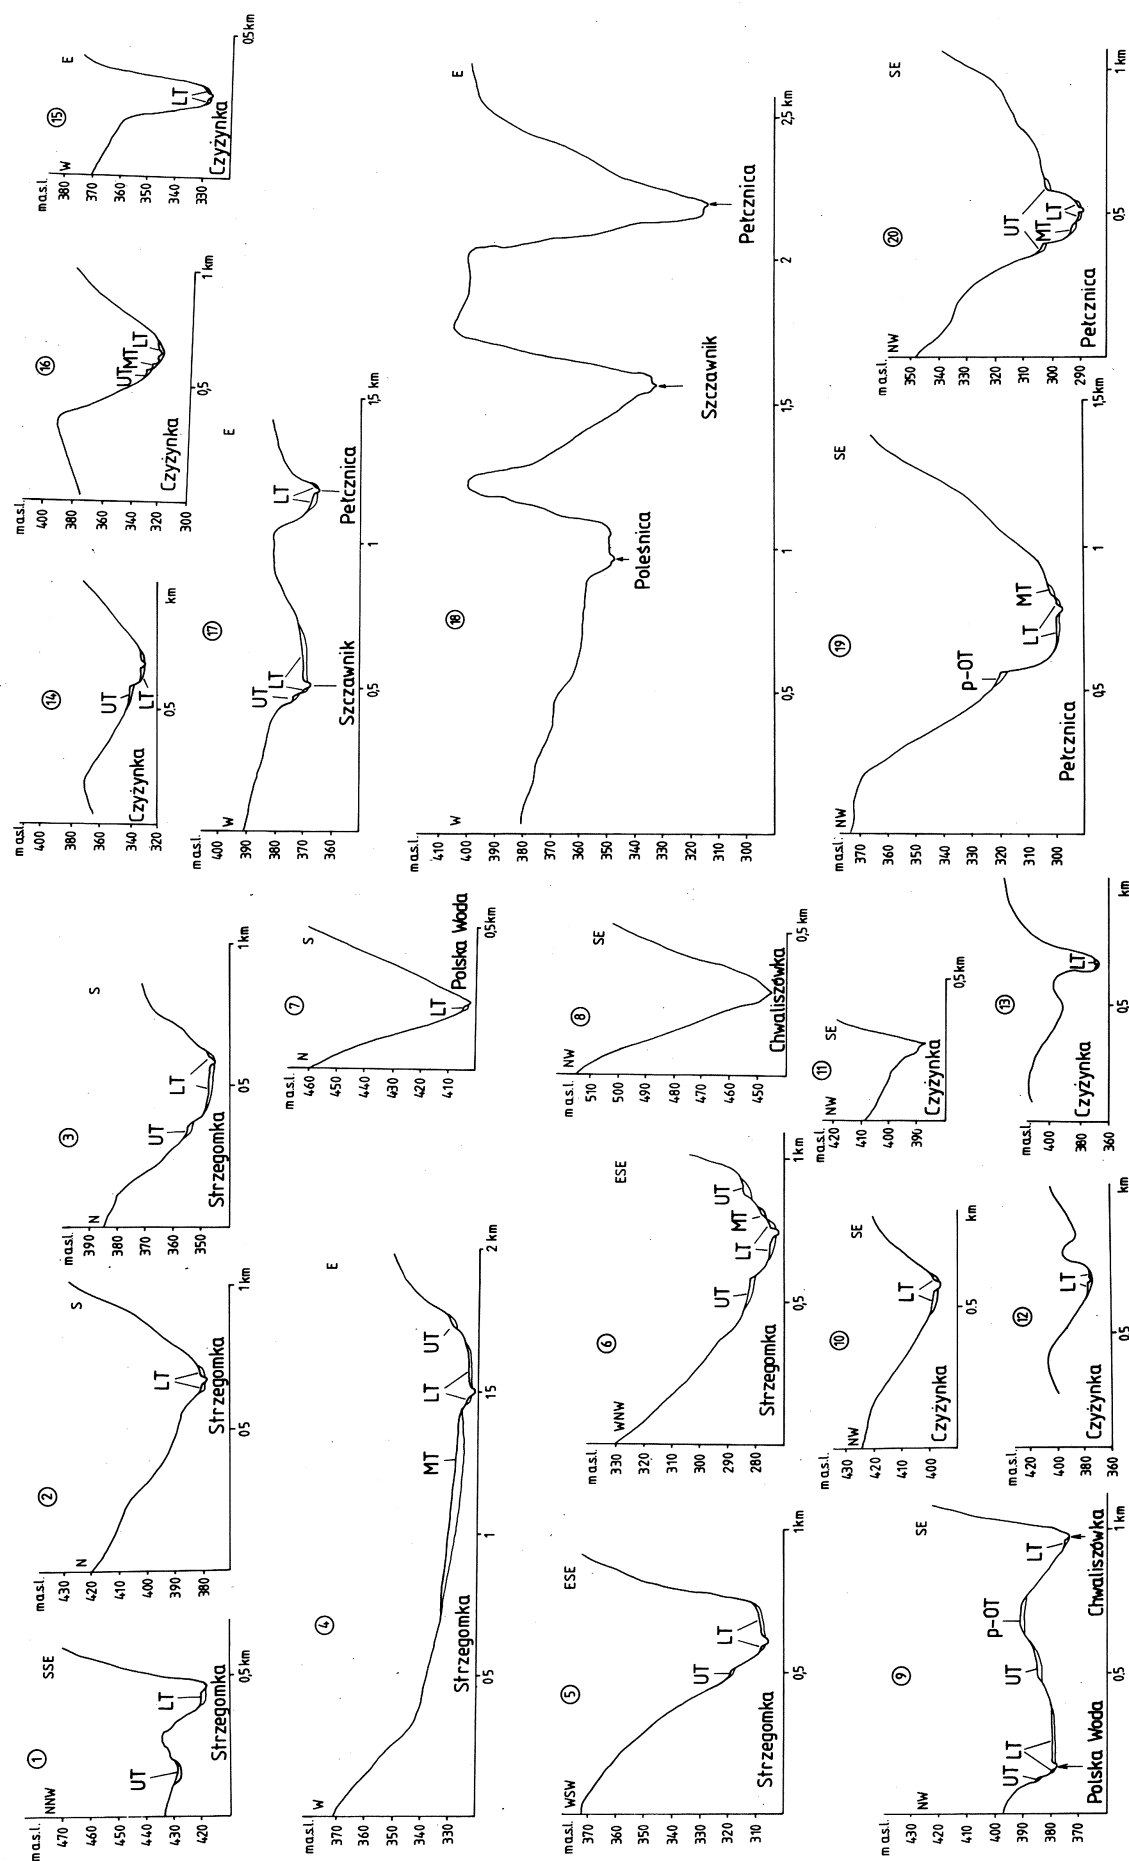 1
m a.s.l.
470
460
450
440
430
420
NNW
SSE
UT
LT
0,5 km
Strzegomka
2
m a.s.l.
430
420
410
400
390
380
N
S
LT
0,5
1 km
Strzegomka
3
m a.s.l.
390
380
370
360
350
N
S
UT
LT
0,5
1 km
Strzegomka
4
m a.s.l.
370
360
350
340
330
W
E
MT
LT
UT
0,5
1
1,5
2 km
Strzegomka
5
m a.s.l.
370
360
350
340
330
320
310
WSW
ESE
UT
LT
0,5
1 km
Strzegomka
6
m a.s.l.
330
320
310
300
290
280
WNW
ESE
UT
LT
MT
UT
0,5
1 km
Strzegomka
7
m a.s.l.
460
450
440
430
420
410
N
S
LT
0,5 km
Polska Woda
8
m a.s.l.
510
500
490
480
470
460
450
NW
SE
0,5 km
Chwaliszówka
9
m a.s.l.
430
420
410
400
390
380
370
NW
SE
UT
LT
UT
p-OT
LT
0,5
1 km
Polska Woda
Chwaliszówka
10
m a.s.l.
430
420
410
400
NW
SE
LT
0,5
km
Czyżynka
11
m a.s.l.
420
410
400
390
NW
SE
0,5 km
Czyżynka
12
m a.s.l.
420
400
380
360
LT
0,5
km
Czyżynka
13
m a.s.l.
400
380
360
LT
0,5
km
Czyżynka
14
m a.s.l.
400
380
360
340
320
UT
LT
0,5
km
Czyżynka
15
m a.s.l.
380
370
360
350
340
330
W
E
LT
0,5 km
Czyżynka
16
m a.s.l.
400
380
360
340
320
300
UT
MT
LT
0,5
1 km
Czyżynka
17
m a.s.l.
400
390
380
370
360
W
E
UT
LT
LT
0,5
1
1,5 km
Szczawnik
Pełcznica
18
m a.s.l.
410
400
390
380
370
360
350
340
330
320
310
300
W
E
0,5
1
1,5
2
2,5 km
Poleśnica
Szczawnik
Pełcznica
19
m a.s.l.
370
360
350
340
330
320
310
300
NW
SE
p-OT
LT
MT
0,5
1
1,5 km
Pełcznica
20
m a.s.l.
350
340
330
320
310
300
290
NW
SE
UT
MT
LT
0,5
1 km
Pełcznica